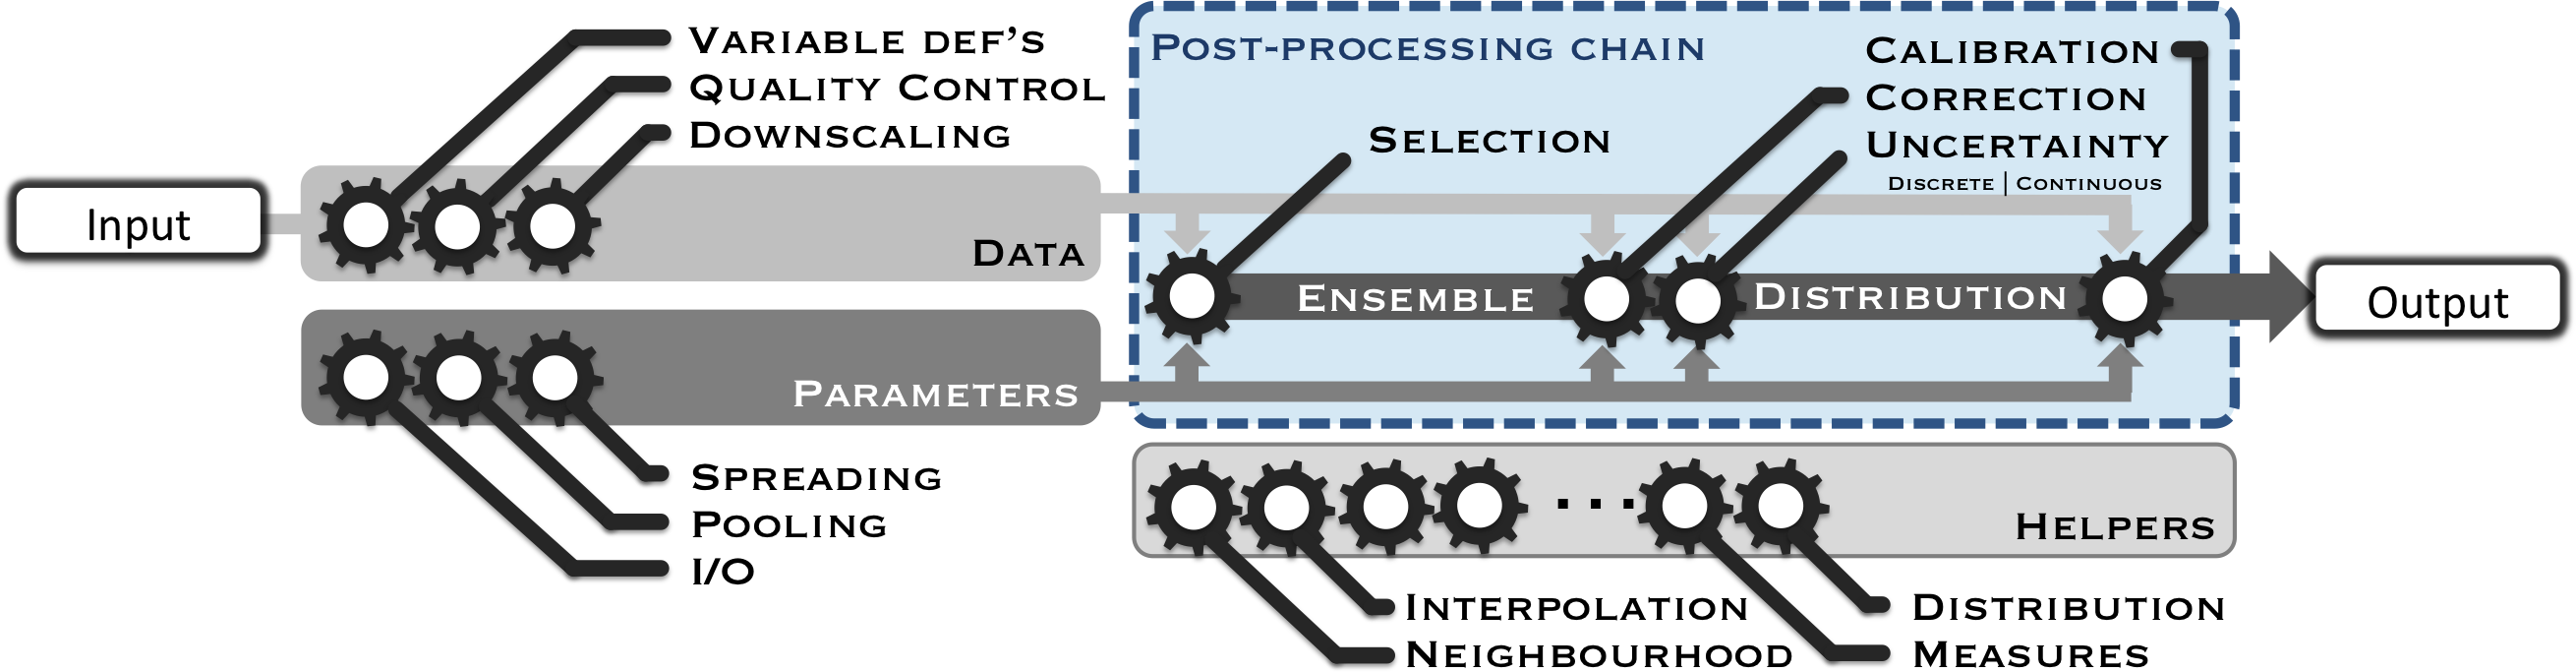 Input
VARIABLE DEF'S
QUALITY CONTROL
DOWNSCALING
DATA
PARAMETERS
SPREADING
POOLING
I/O
POST-PROCESSING CHAIN
SELECTION
CALIBRATION
CORRECTION
UNCERTAINTY
DISCRETE | CONTINUOUS
ENSEMBLE
DISTRIBUTION
Output
...
HELPERS
INTERPOLATION
NEIGHBOURHOOD
DISTRIBUTION
MEASURES